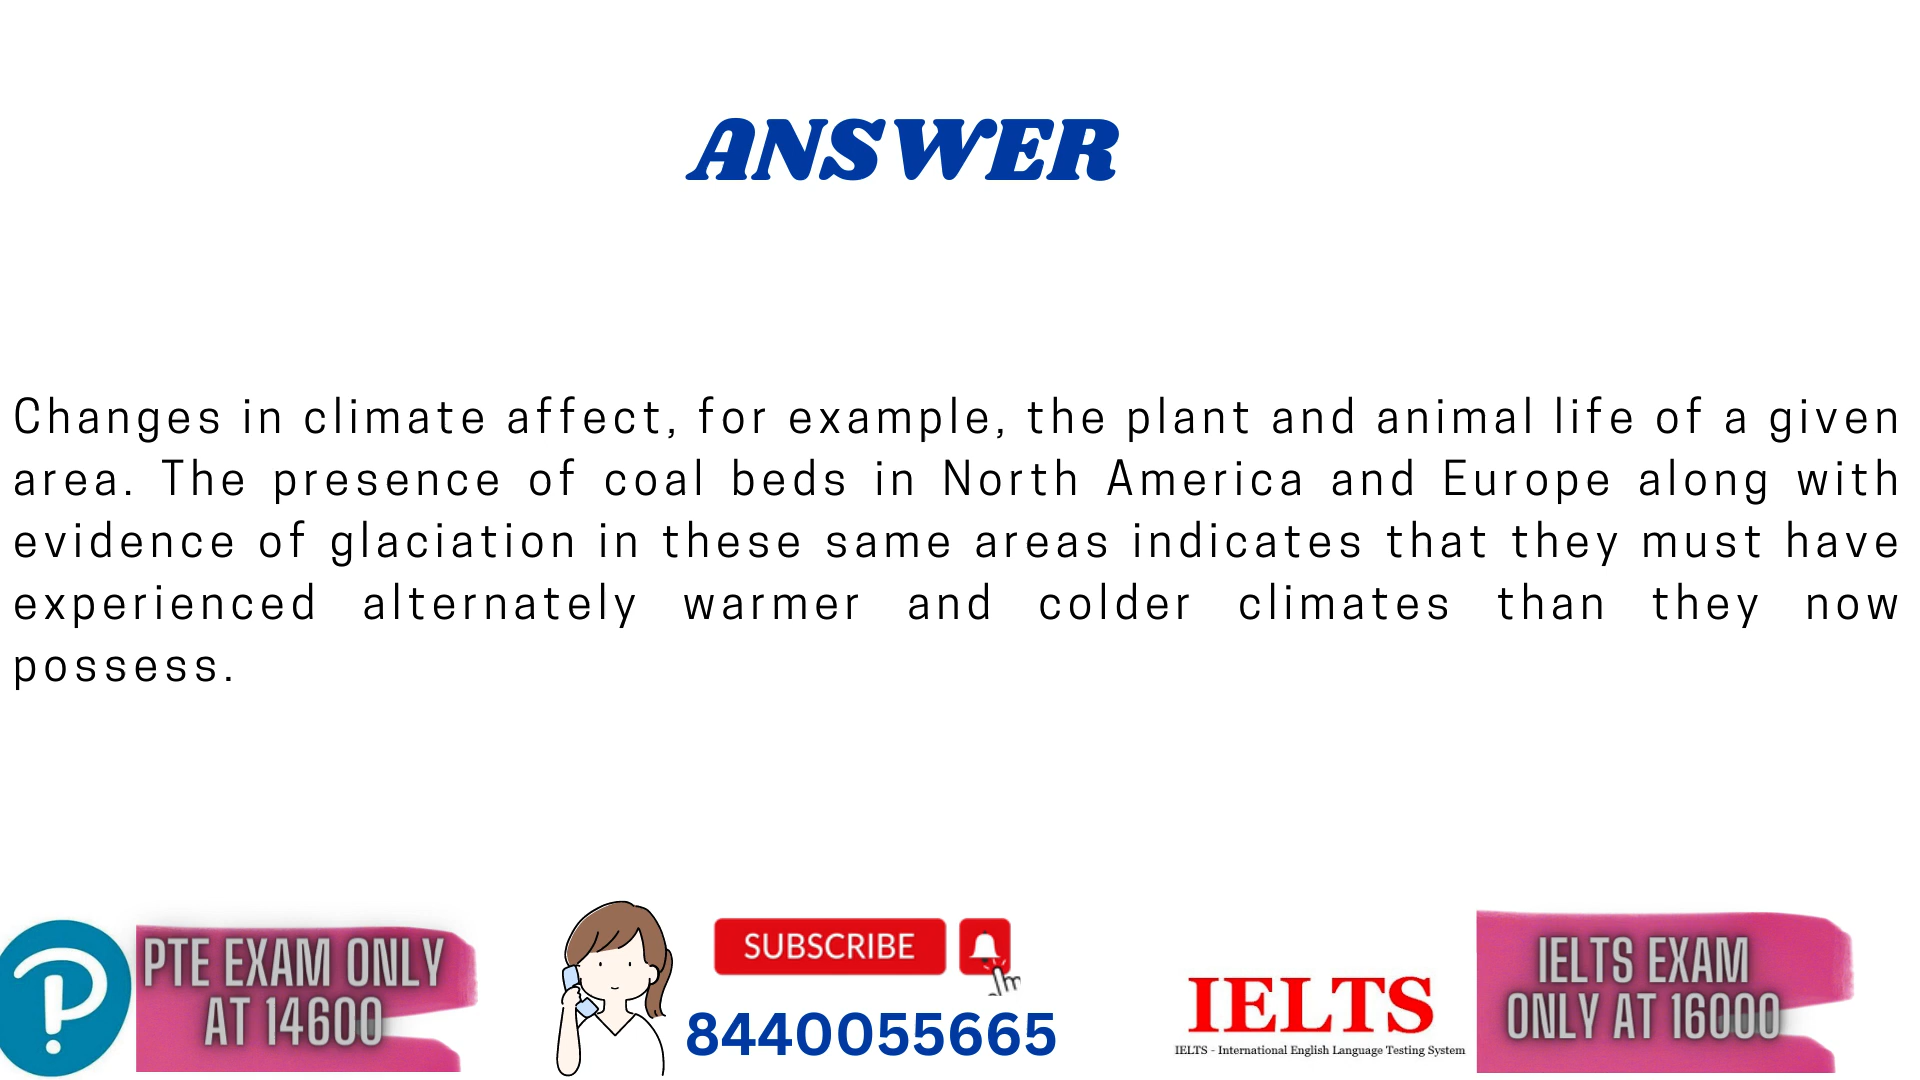 ANSWER
Changes in climate affect, for example, the plant and animal life of a given
area. The presence of coal beds in North America and Europe along with
evidence of glaciation in these same areas indicates that they must have
experienced alternately warmer and colder climates than they now
possess.
PTE EXAM ONLY
AT 14600
SUBSCRIBE
8440055665
IELTS
IELTS - International English Language Testing System
IELTS EXAM
ONLY AT 16000